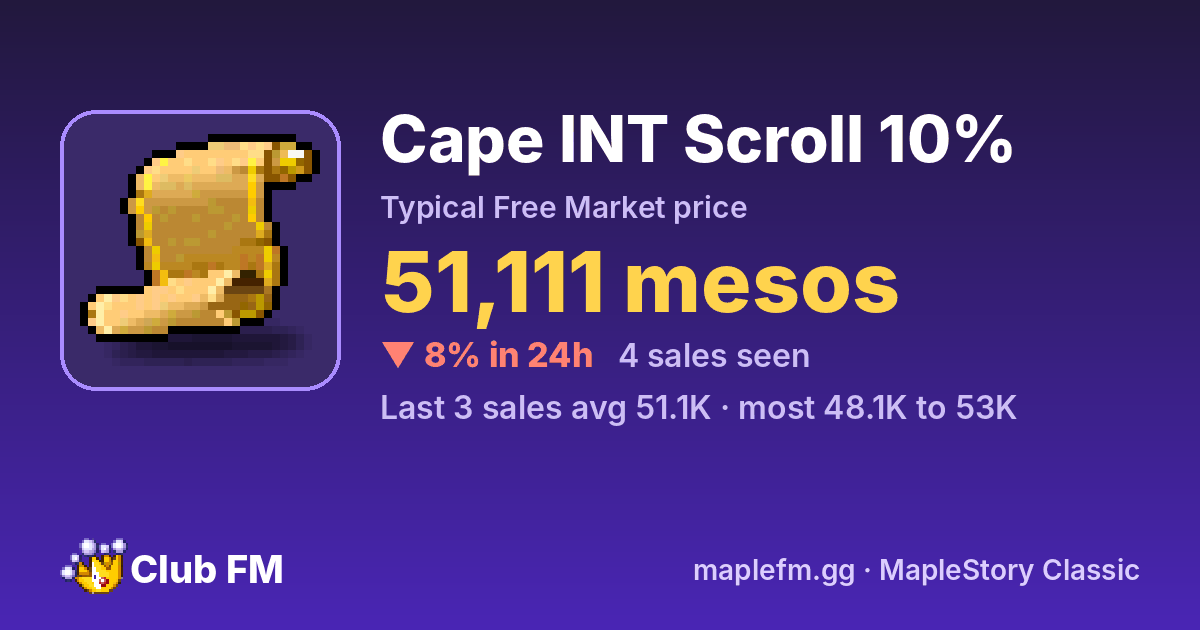 Cape INT Scroll 10%
Typical Free Market price
51,111 mesos
▼ 8% in 24h 4 sales seen
Last 3 sales avg 51.1K · most 48.1K to 53K
Club FM
maplefm.gg · MapleStory Classic